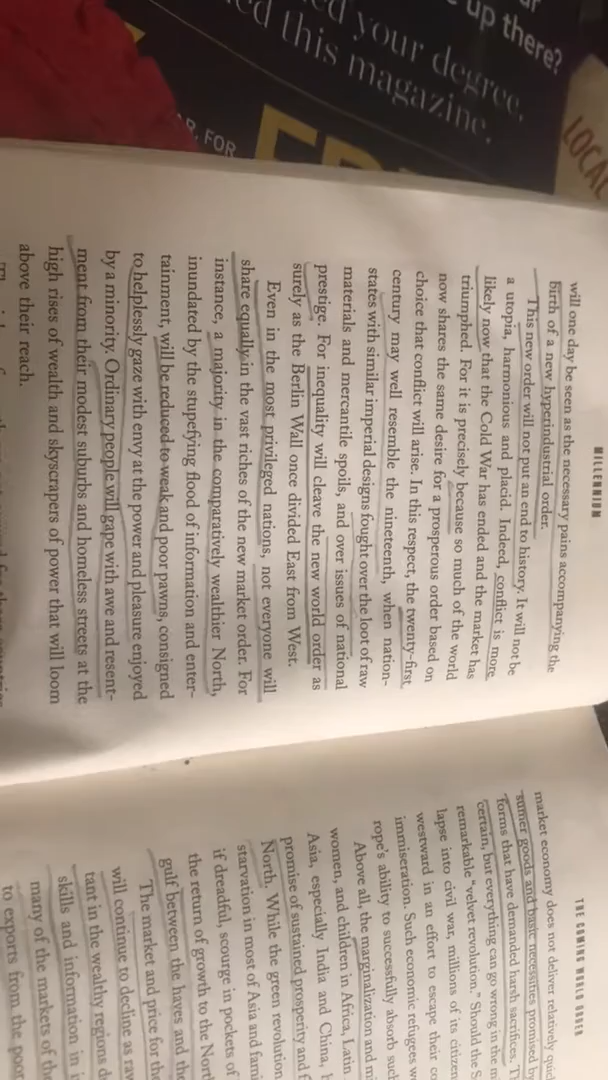 up there?
your degree,
this magazine.
FOR
LOCAL
MILLENNIUM
will one day be seen as the necessary pains accompanying the
birth of a new hyperindustrial order.
This new order will not put an end to history. It will not be
a utopia, harmonious and placid. Indeed, conflict is more
likely now that the Cold War has ended and the market has
triumphed. For it is precisely because so much of the world
now shares the same desire for a prosperous order based on
choice that conflict will arise. In this respect, the twenty-first
century may well resemble the nineteenth, when nation-
states with similar imperial designs fought over the loot of raw
materials and mercantile spoils, and over issues of national
prestige. For inequality will cleave the new world order as
surely as the Berlin Wall once divided East from West.
Even in the most privileged nations, not everyone will
share equally in the vast riches of the new market order. For
instance, a majority in the comparatively wealthier North,
inundated by the stupefying flood of information and enter-
tainment, will be reduced to weak and poor pawns, consigned
to helplessly gaze with envy at the power and pleasure enjoyed
by a minority. Ordinary people will gape with awe and resent-
ment from their modest suburbs and homeless streets at the
high rises of wealth and skyscrapers of power that will loom
above their reach.
THE COMING WORLD ORDER
market economy does not deliver relatively quic
sumer goods and basic necessities promised by
forms that have demanded harsh sacrifices. T
certain, but everything can go wrong in the m
remarkable "velvet revolution." Should the S
lapse into civil war, millions of its citizen
westward in an effort to escape their co
immiseration. Such economic refugees w
rope's ability to successfully absorb suc
Above all, the marginalization and mi
women, and children in Africa, Latin
Asia, especially India and China,
promise of sustained prosperity and f
North. While the green revolution
starvation in most of Asia and fami
if dreadful, scourge in pockets of
the return of growth to the Nort
gulf between the haves and the
The market and price for the
will continue to decline as raw
tant in the wealthy regions d
skills and information in i
many of the markets of the
to exports from the poor